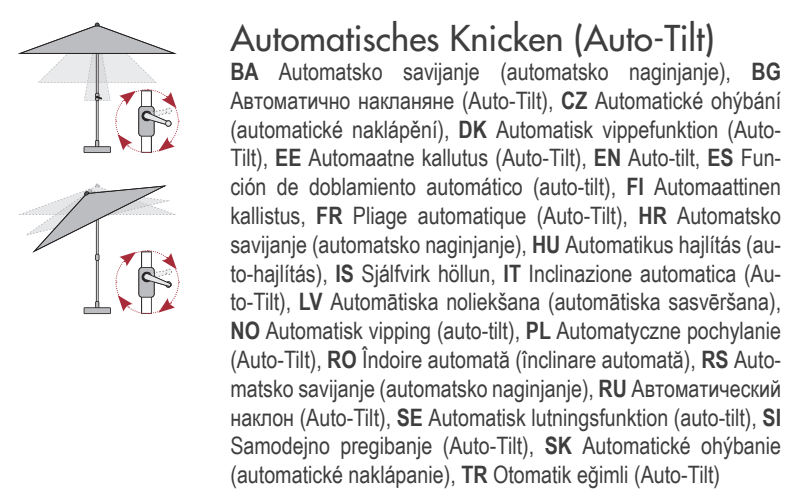 Automatisches Knicken (Auto-Tilt)
BA Automatsko savijanje (automatsko naginjanje), BG
Автоматично накланяне (Auto-Tilt), CZ Automatické ohýbání
(automatické naklápění), DK Automatisk vippefunktion (Auto-
Tilt), EE Automaatne kallutus (Auto-Tilt), EN Auto-tilt, ES Fun-
ción de doblamiento automático (auto-tilt), FI Automaattinen
kallistus, FR Pliage automatique (Auto-Tilt), HR Automatsko
savijanje (automatsko naginjanje), HU Automatikus hajlítás (au-
to-hajlítás), IS Sjálfvirk höllun, IT Inclinazione automatica (Au-
to-Tilt), LV Automātiska noliekšana (automātiska sasvēršana),
NO Automatisk vipping (auto-tilt), PL Automatyczne pochylanie
(Auto-Tilt), RO Îndoire automată (înclinare automată), RS Auto-
matsko savijanje (automatsko naginjanje), RU Автоматический
наклон (Auto-Tilt), SE Automatisk lutningsfunktion (auto-tilt), SI
Samodejno pregibanje (Auto-Tilt), SK Automatické ohýbanie
(automatické naklápanie), TR Otomatik eğimli (Auto-Tilt)